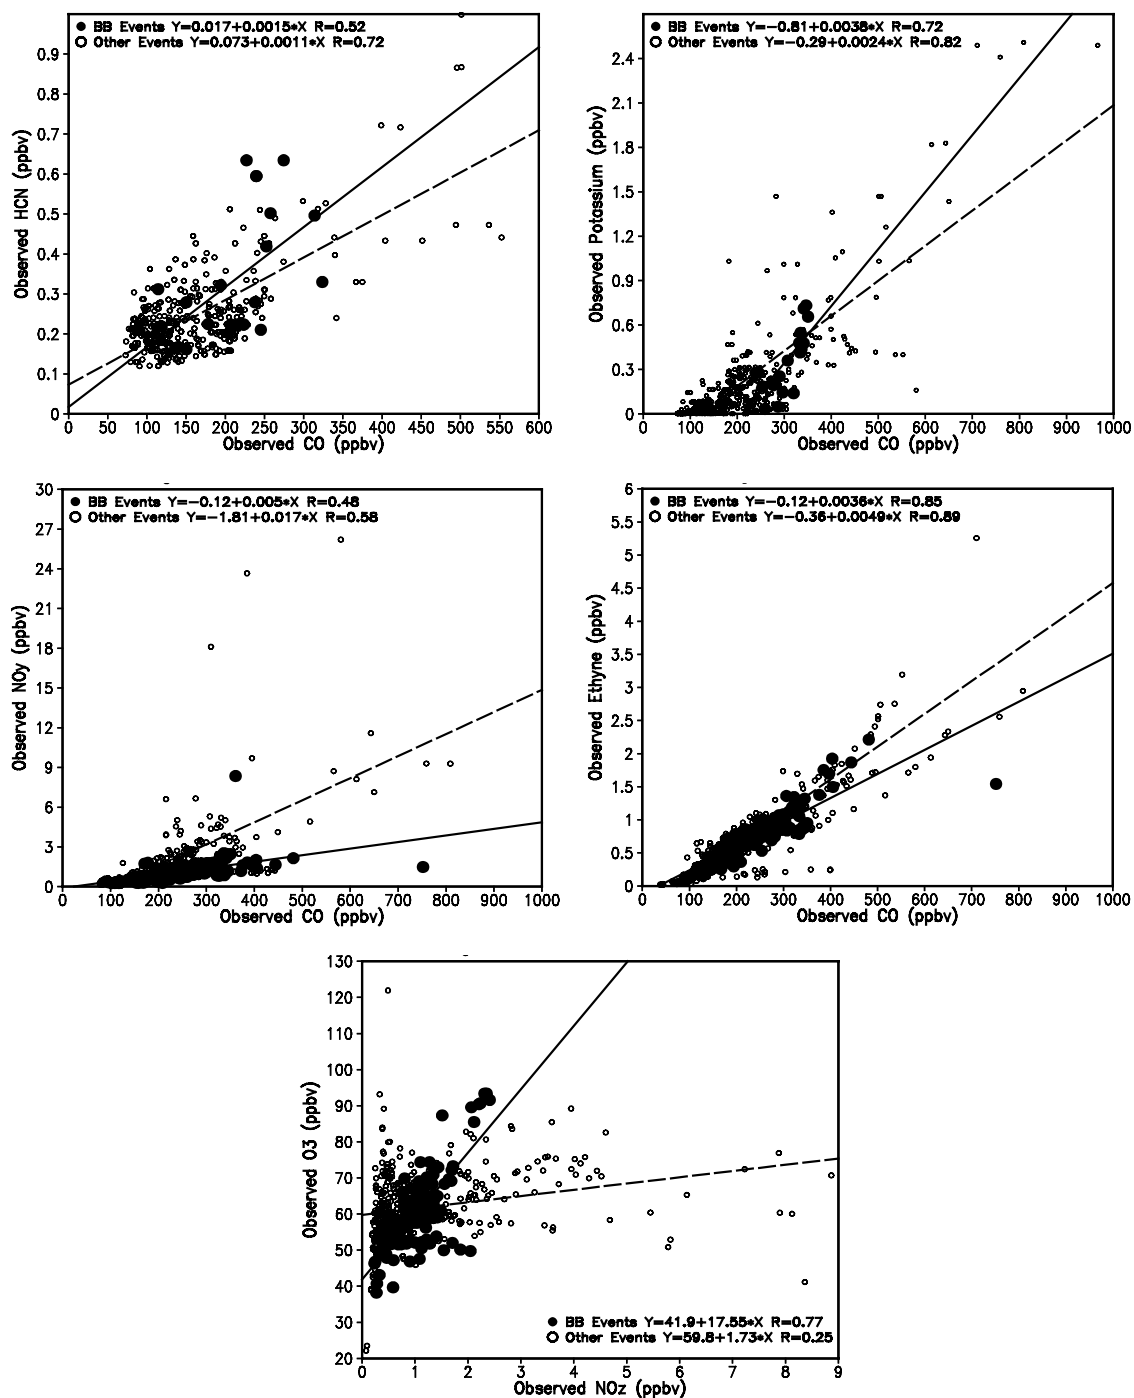 BB Events Y=0.017+0.0015*X R=0.52
Other Events Y=0.073+0.0011*X R=0.72
0.9
0.8
0.7
0.6
0.5
0.4
0.3
0.2
0.1
0
Observed HCN (ppbv)
0 50 100 150 200 250 300 350 400 450 500 550 600
Observed CO (ppbv)
BB Events Y=-0.81+0.0038*X R=0.72
Other Events Y=-0.29+0.0024*X R=0.82
2.4
2.1
1.8
1.5
1.2
0.9
0.6
0.3
0
Observed Potassium (ppbv)
0 100 200 300 400 500 600 700 800 900 1000
Observed CO (ppbv)
BB Events Y=-0.12+0.005*X R=0.48
Other Events Y=-1.81+0.017*X R=0.58
30
27
24
21
18
15
12
9
6
3
0
Observed NOy (ppbv)
0 100 200 300 400 500 600 700 800 900 1000
Observed CO (ppbv)
BB Events Y=-0.12+0.0036*X R=0.85
Other Events Y=-0.36+0.0049*X R=0.89
6
5.5
5
4.5
4
3.5
3
2.5
2
1.5
1
0.5
0
Observed Ethyne (ppbv)
0 100 200 300 400 500 600 700 800 900 1000
Observed CO (ppbv)
130
120
110
100
90
80
70
60
50
40
30
20
Observed O3 (ppbv)
BB Events Y=41.9+17.55*X R=0.77
Other Events Y=59.8+1.73*X R=0.25
0 1 2 3 4 5 6 7 8 9
Observed NOz (ppbv)